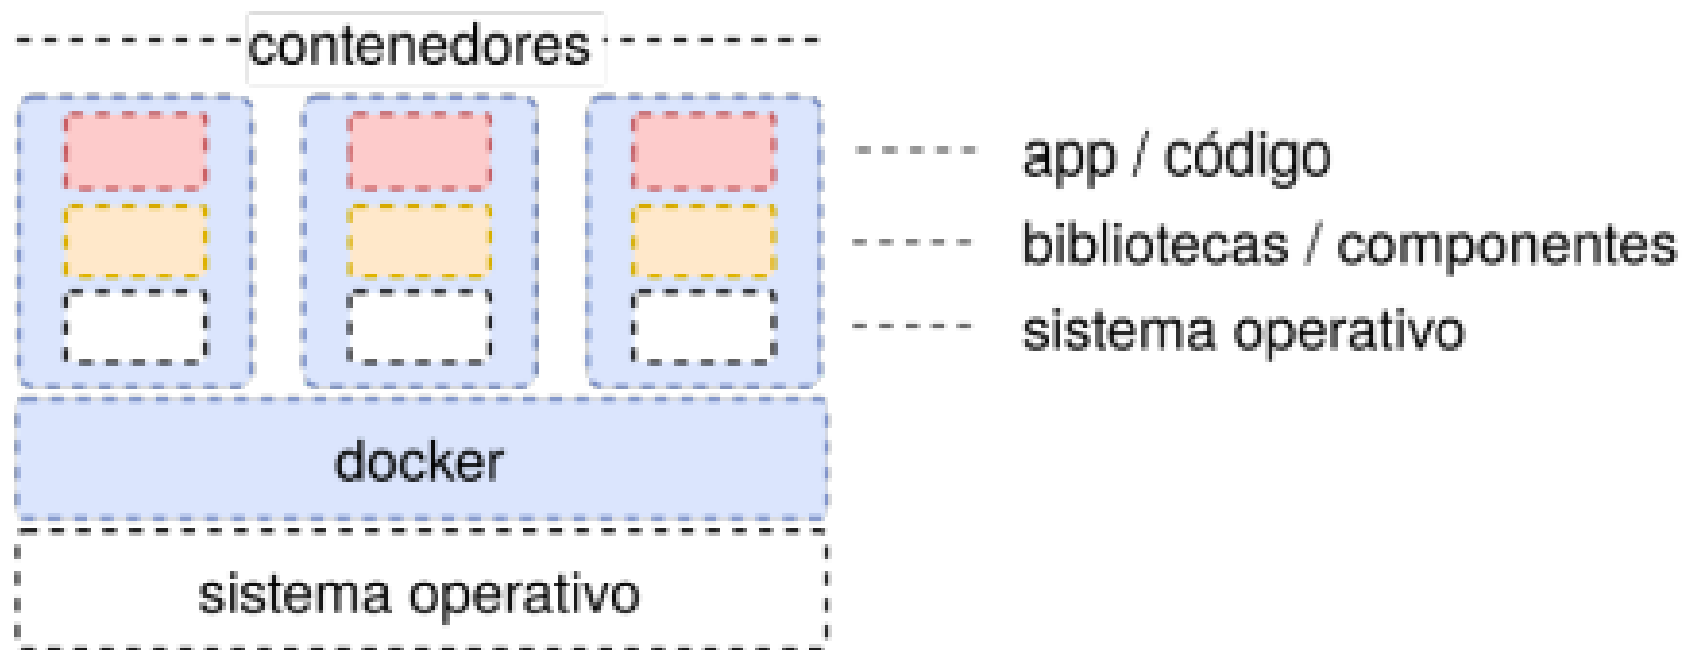 contenedores
app / código
bibliotecas / componentes
sistema operativo
docker
sistema operativo